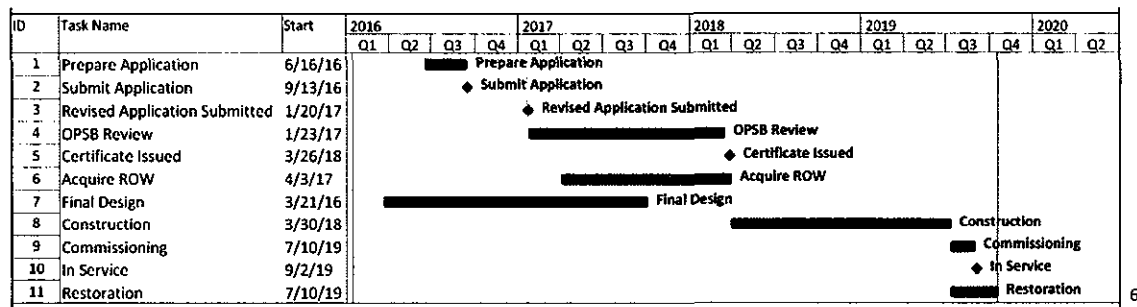 ID Task Name Start 2016 2017 2018 2019 2020
Q1 Q2 Q3 Q4 Q1 Q2 Q3 Q4 Q1 Q2 Q3 Q4 Q1 Q2 Q3 Q4 Q1 Q2
1 Prepare Application 6/16/16 Prepare Application
2 Submit Application 9/13/16 Submit Application
3 Revised Application Submitted 1/20/17 Revised Application Submitted
4 OPSB Review 1/23/17 OPSB Review
5 Certificate Issued 3/26/18 Certificate Issued
6 Acquire ROW 4/3/17 Acquire ROW
7 Final Design 3/21/16 Final Design
8 Construction 3/30/18 Construction
9 Commissioning 7/10/19 Commissioning
10 In Service 9/2/19 In Service
11 Restoration 7/10/19 Restoration
6